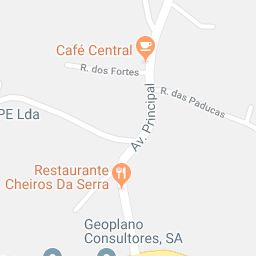 Café Central
R. dos Fortes
R. das Paducas
PE Lda
Av. Principal
Restaurante
Cheiros Da Serra
Geoplano
Consultores, SA